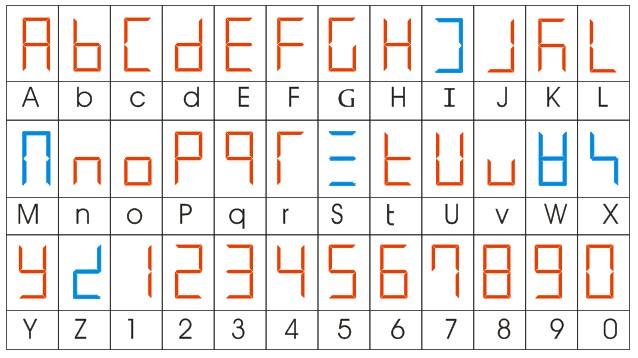 A b C d E F G H I J K L
A b c d E F G H I J K L
M n o P q r S t U v W X
M n o P q r S t U v W X
Y Z 1 2 3 4 5 6 7 8 9 0
Y Z 1 2 3 4 5 6 7 8 9 0